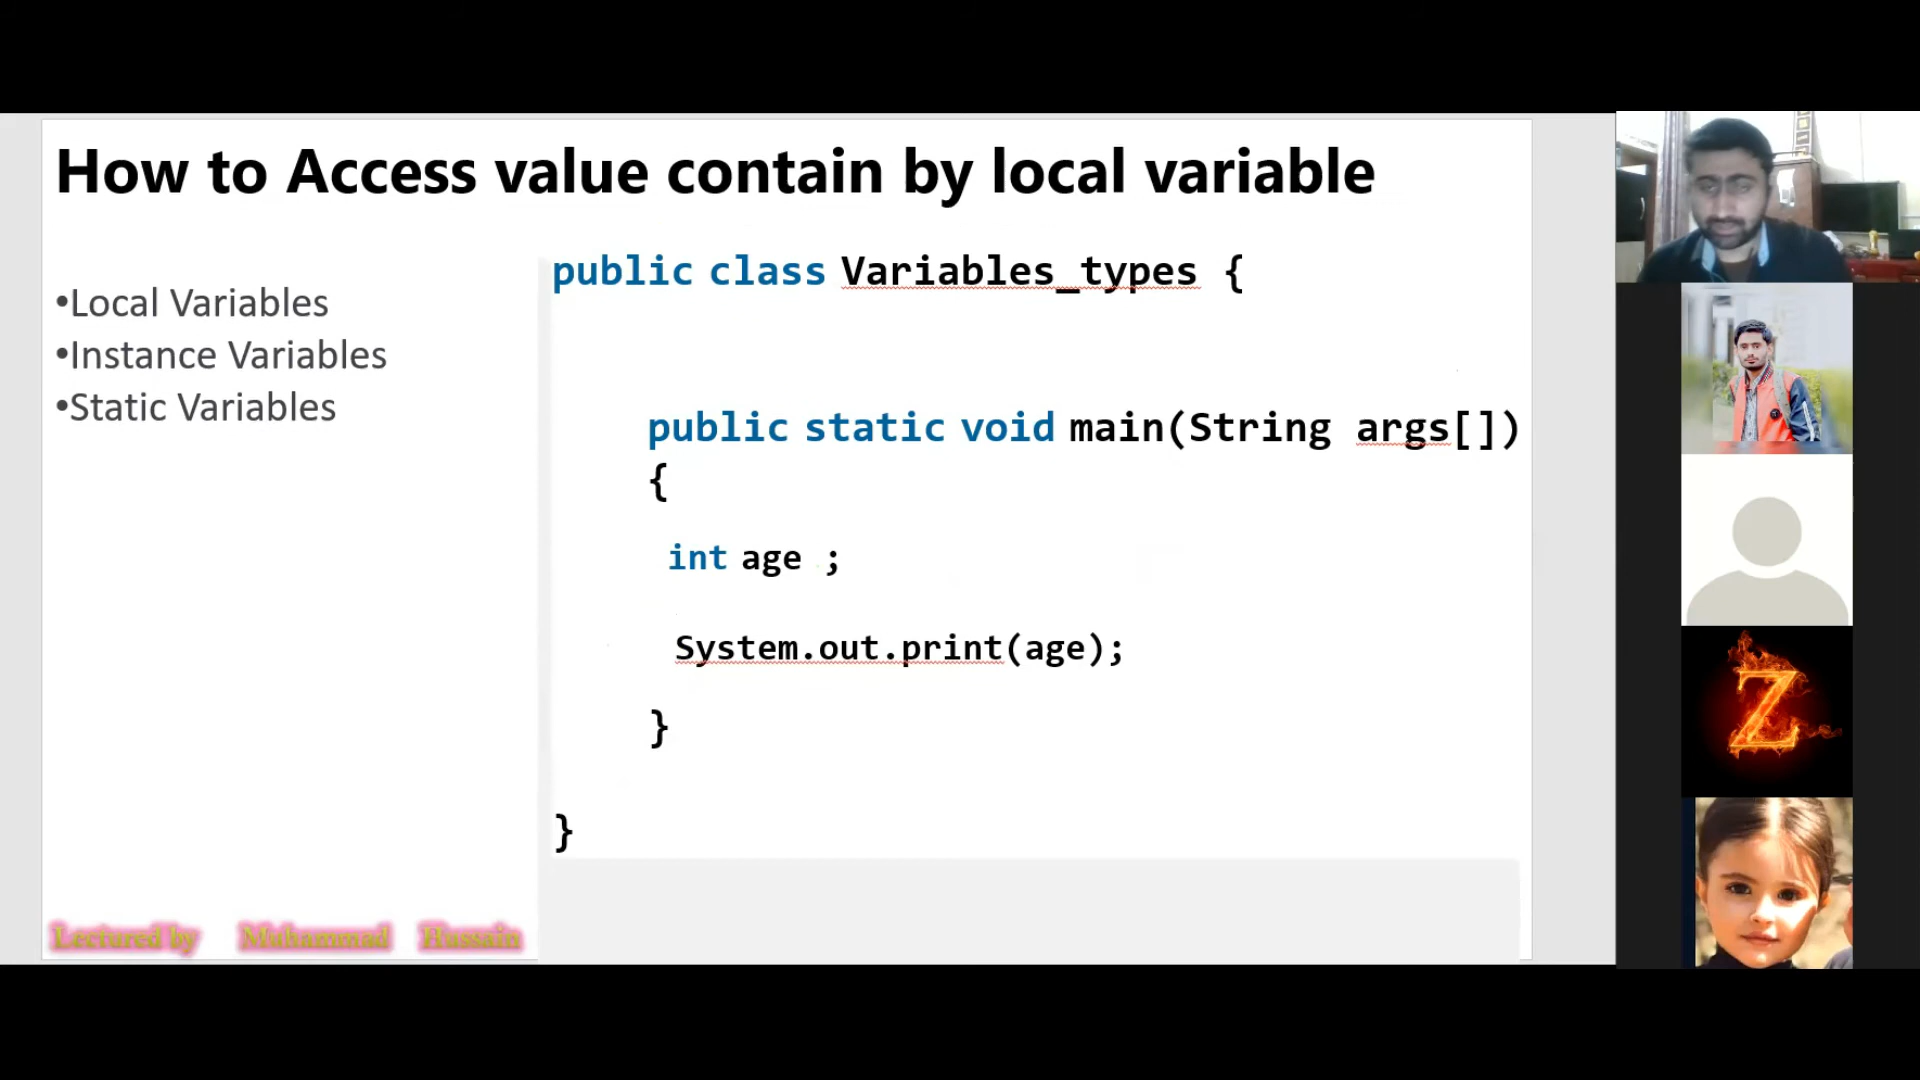 How to Access value contain by local variable
•Local Variables
•Instance Variables
•Static Variables
public class Variables_types {
public static void main(String args[])
{
int age ;
System.out.print(age);
}
}
Lectured by Muhammad Hussain
Z